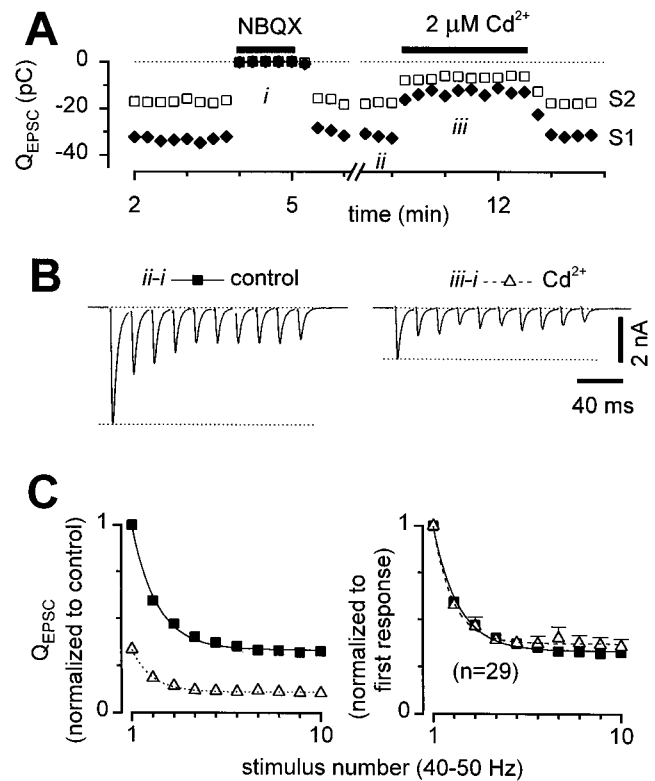 A
NBQX
2 µM Cd2+
0
-20
-40
QEPSC (pC)
i
ii
iii
S2
S1
2
5
12
time (min)
B
ii-i control
iii-i Cd2+
2 nA
40 ms
C
QEPSC
(normalized to control)
1
0
1
10
(normalized to
first response)
1
0
(n=29)
1
10
stimulus number (40-50 Hz)